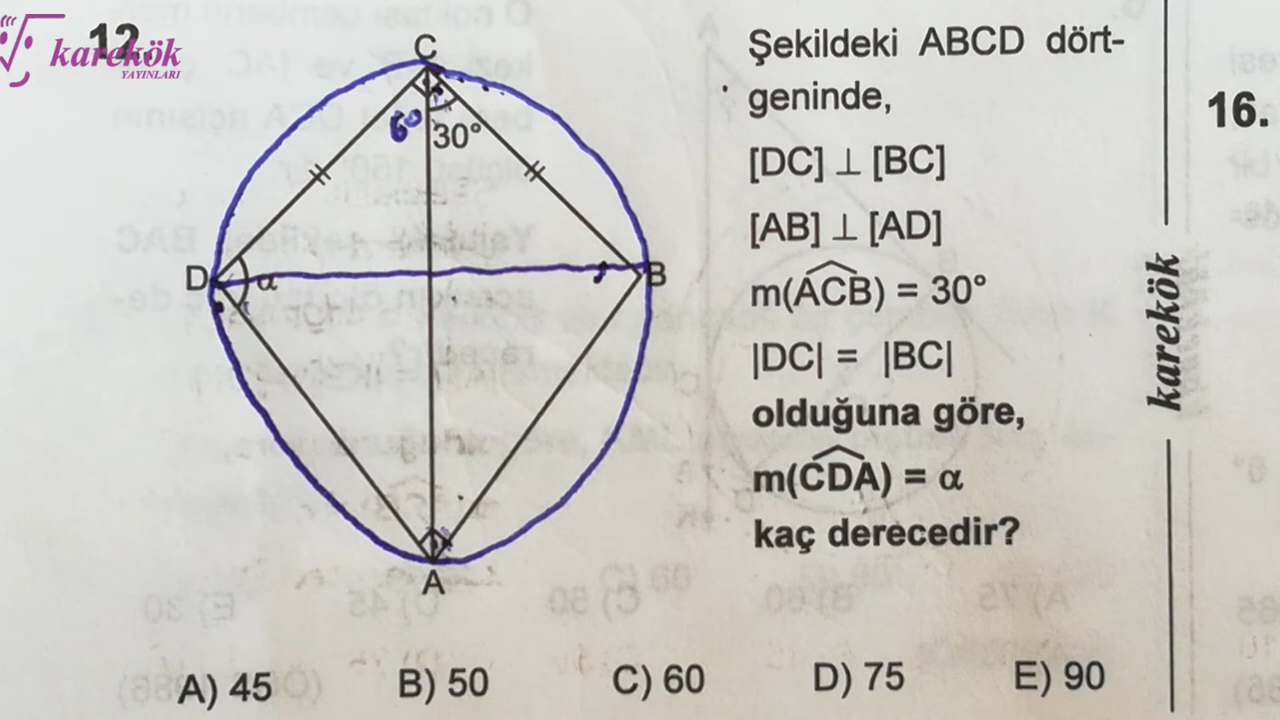 12.
karekök
YAYINLARI
C
60
30°
D
α
B
A
Şekildeki ABCD dört-
geninde,
[DC] ⊥ [BC]
[AB] ⊥ [AD]
m(ACB) = 30°
|DC| = |BC|
olduğuna göre,
m(CDA) = α
kaç derecedir?
A) 45 B) 50 C) 60 D) 75 E) 90
karekök
16.